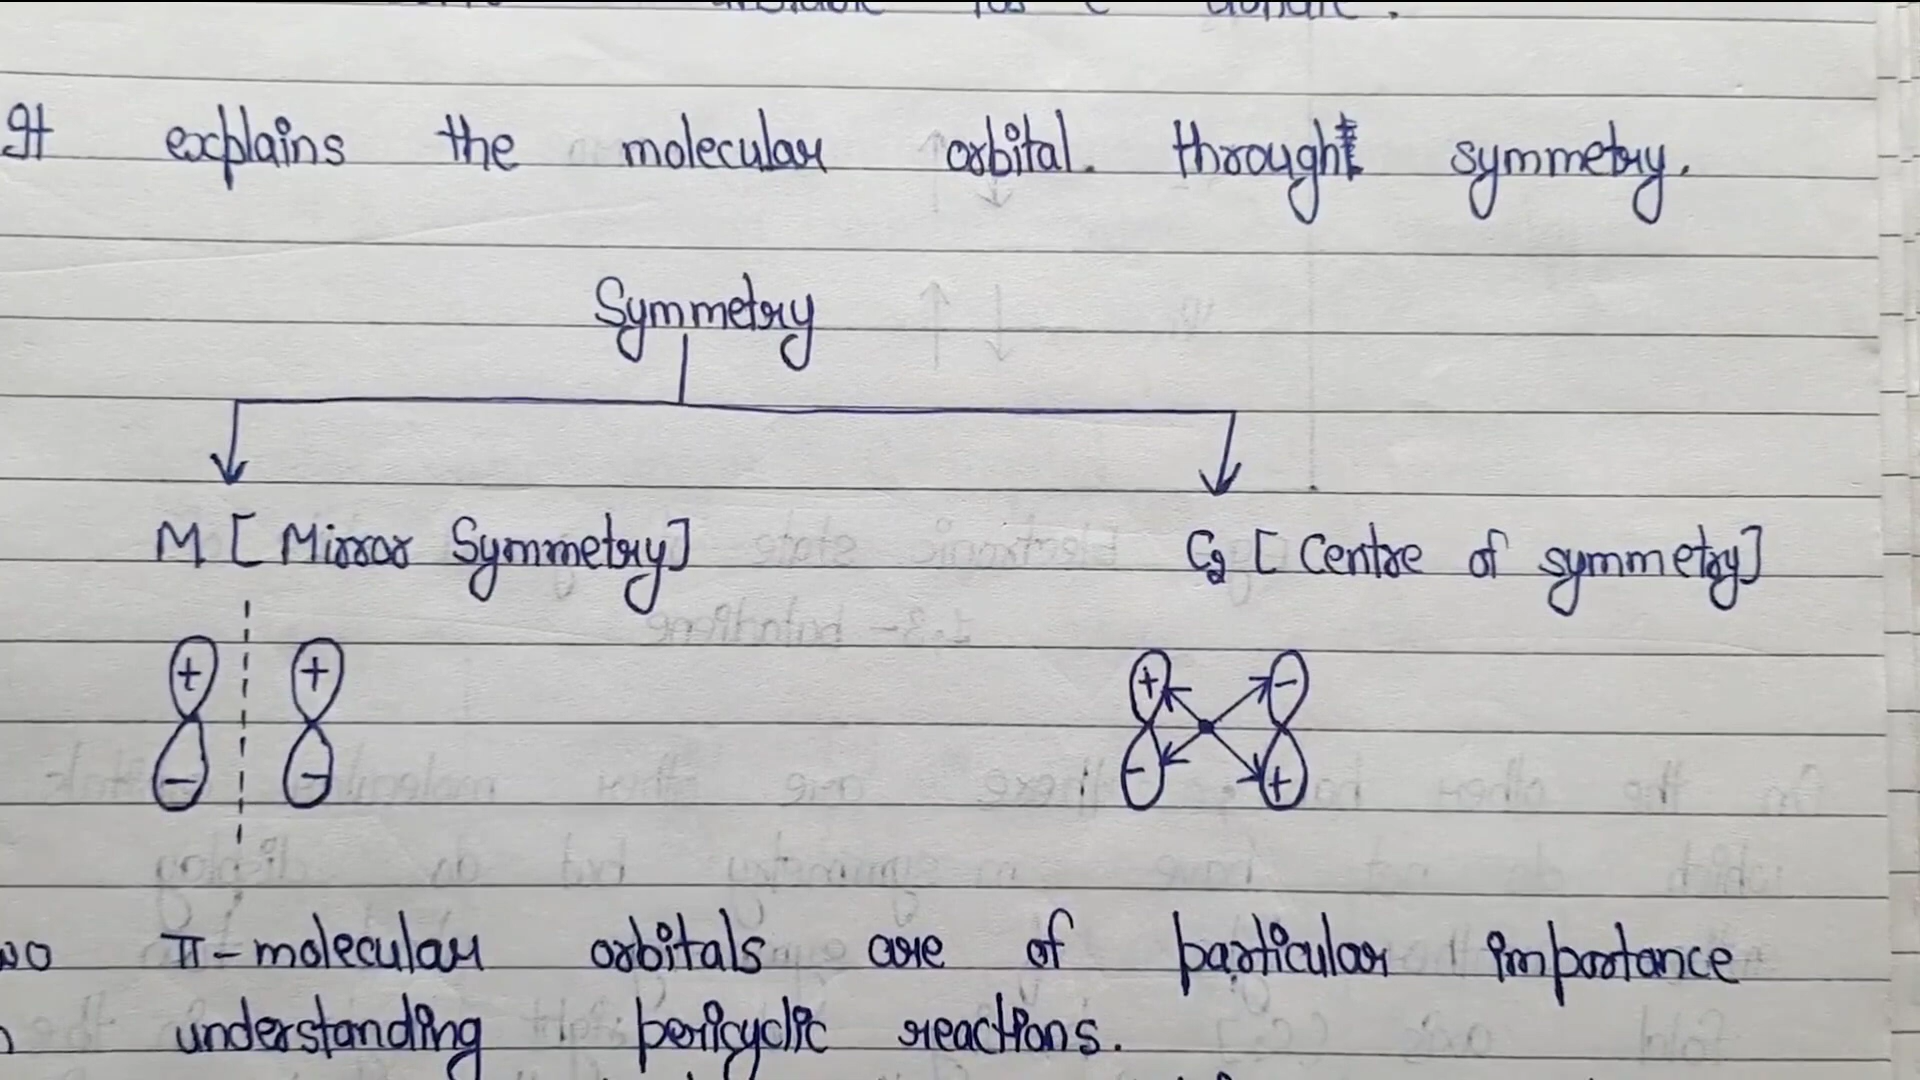 It explains the molecular orbital. throught symmetry.
Symmetry
M [Mirror Symmetry] C2 [Centre of symmetry]
+ + + -
- - - +
π-molecular orbitals are of particular importance
understanding pericyclic reactions.